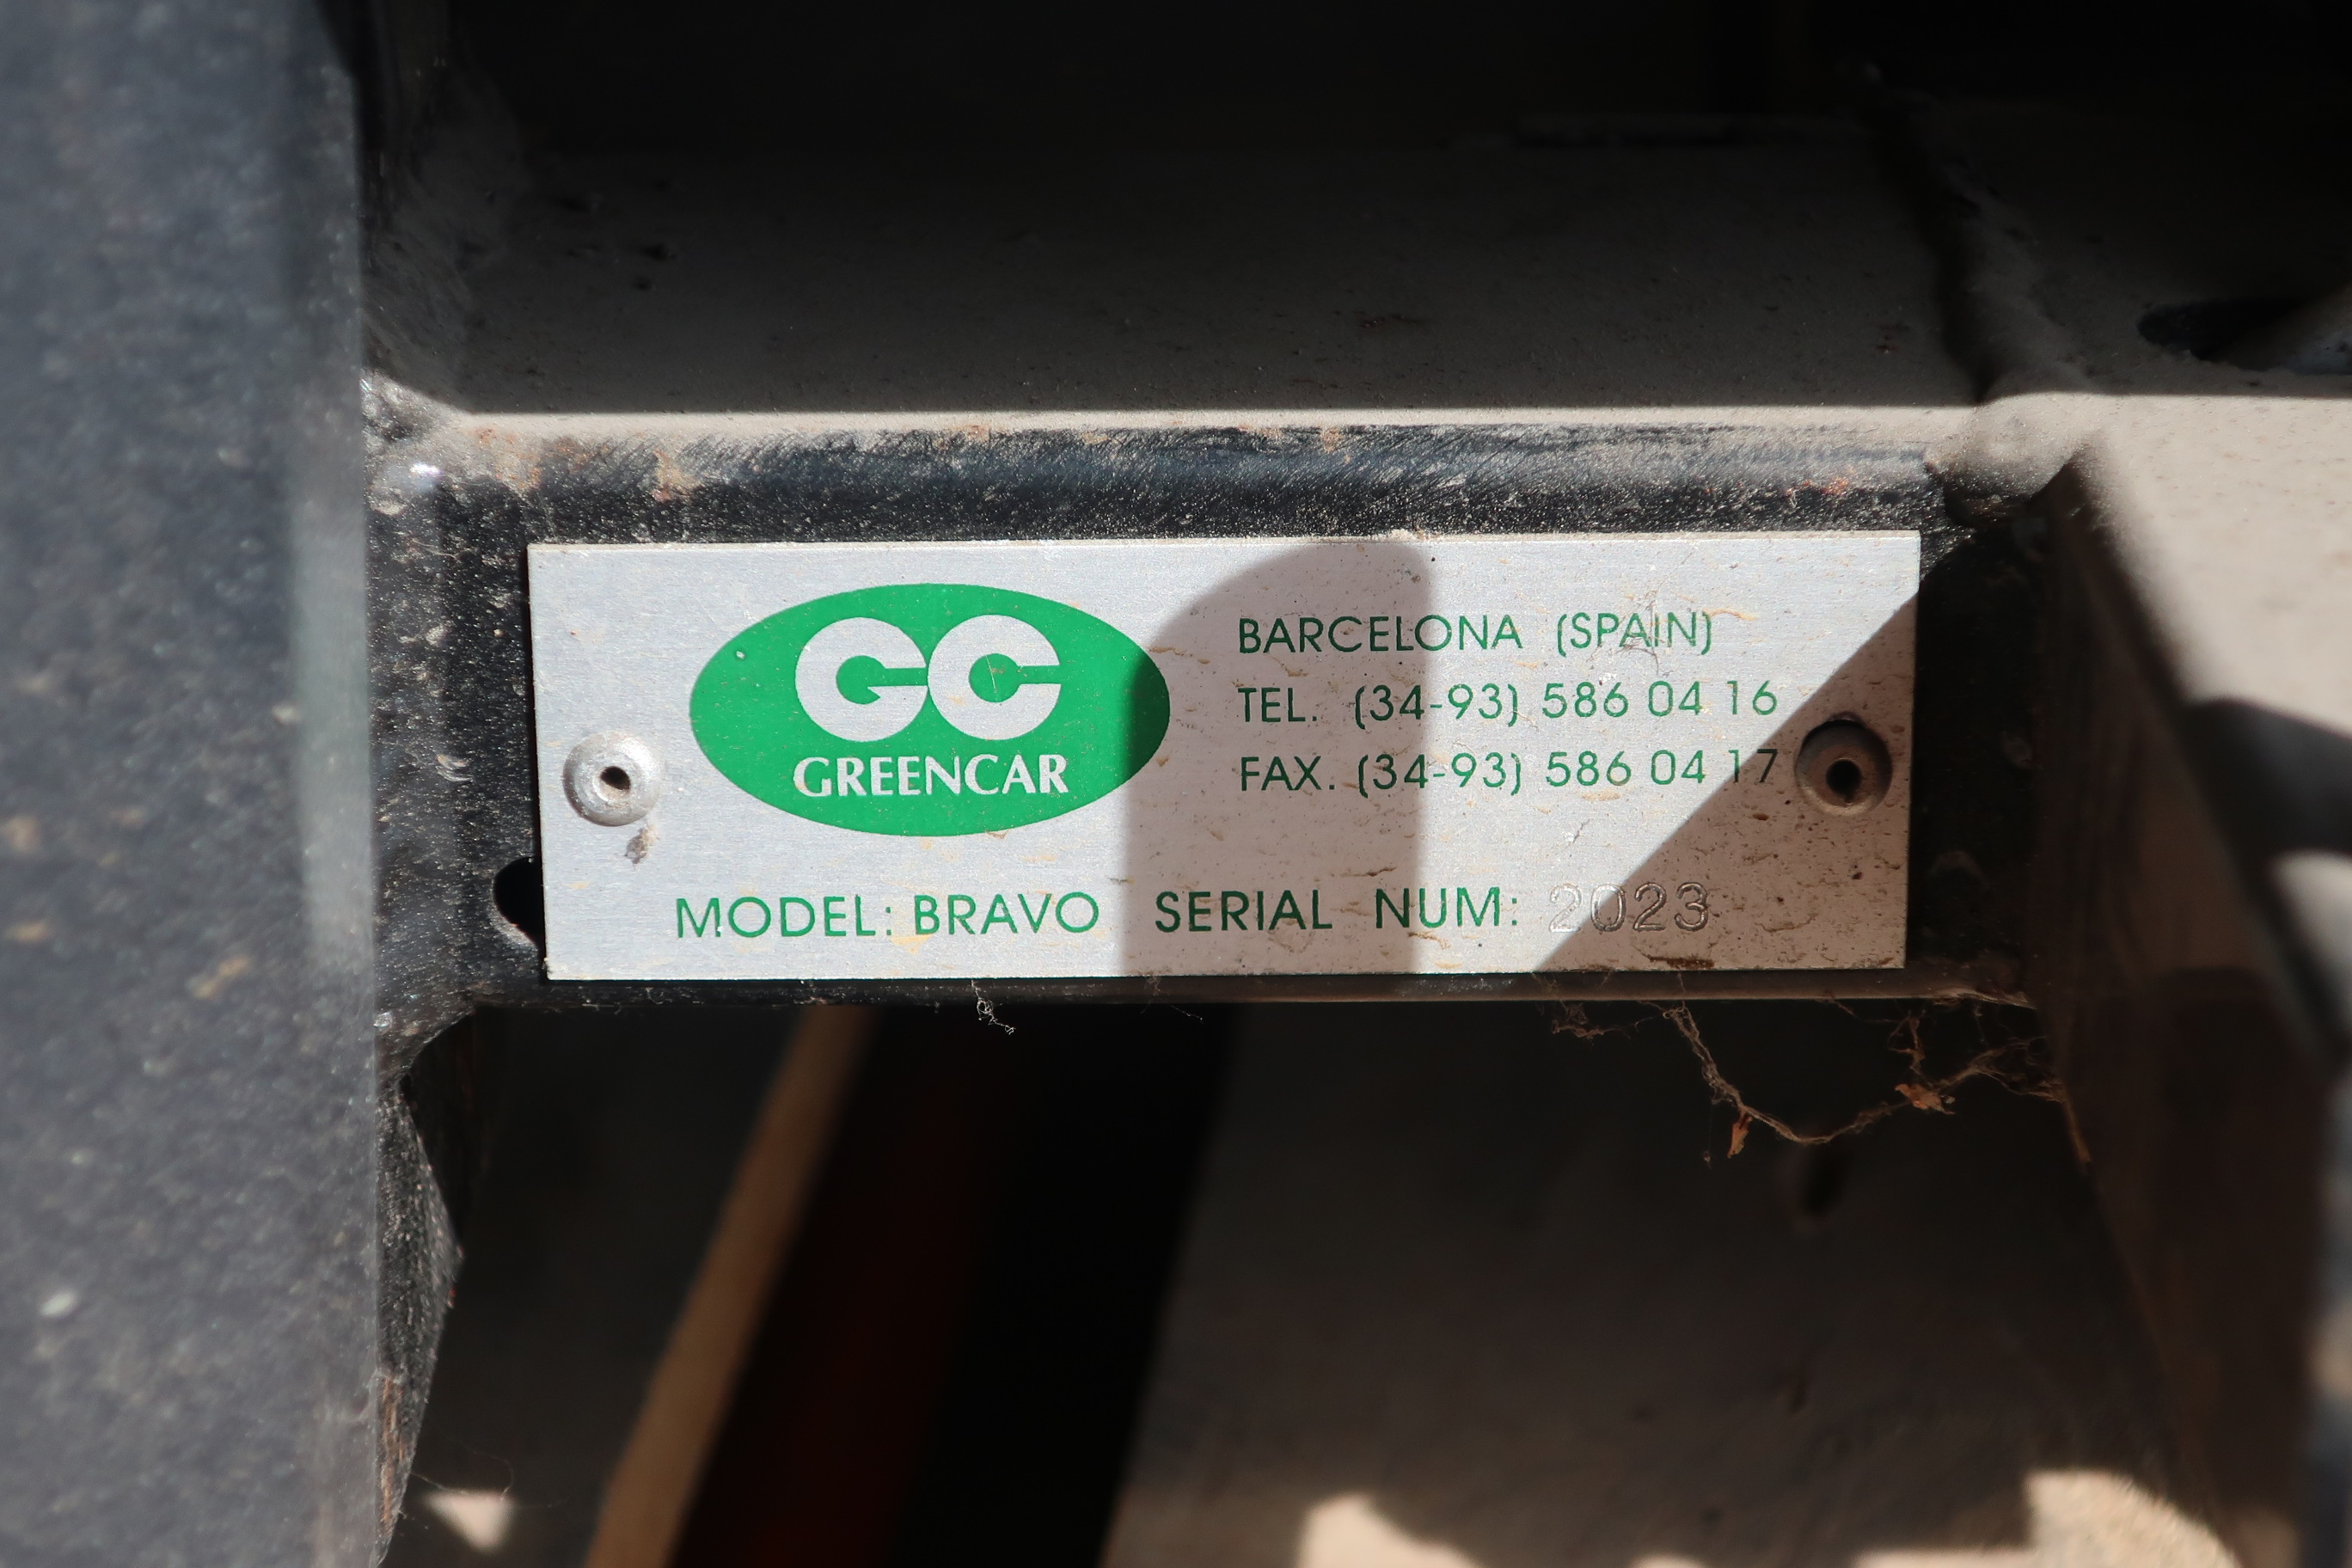 GC
GREENCAR
BARCELONA (SPAIN)
TEL. (34-93) 586 04 16
FAX. (34-93) 586 04 17
MODEL: BRAVO SERIAL NUM: 2023